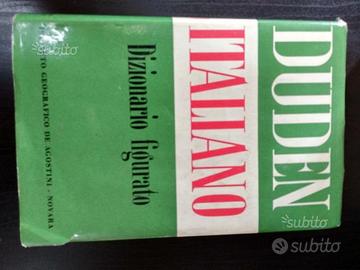 DUDEN
ITALIANO
Dizionario figurato
GEOGRAFICO DE AGOSTINI - NOVARA
subito
subito
subito